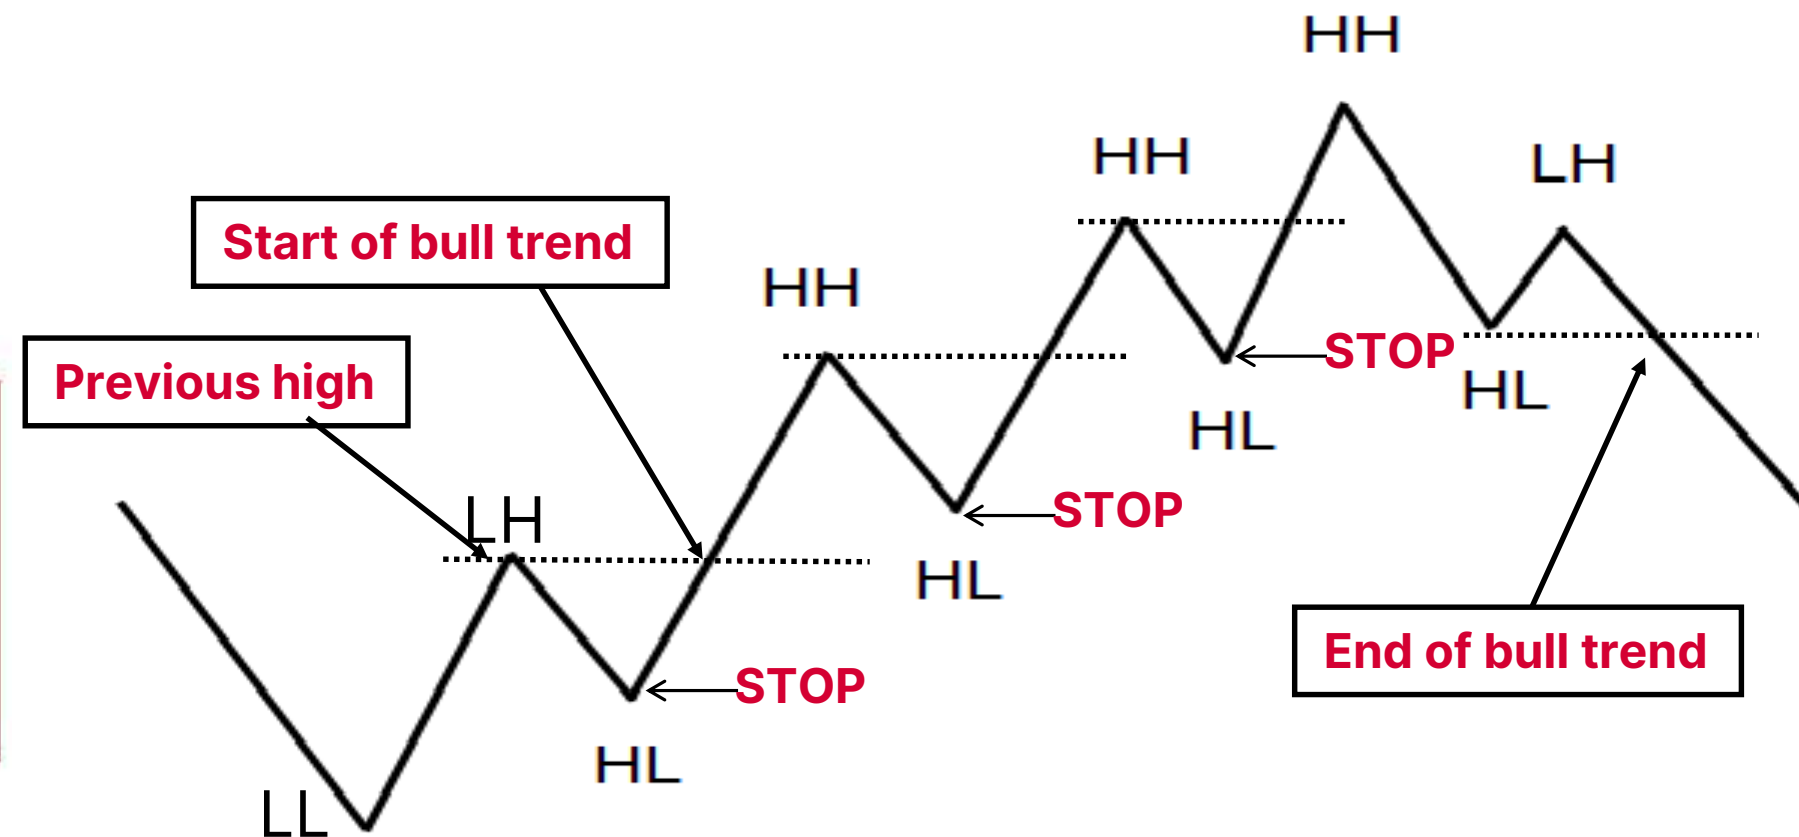 HH
HH
LH
Start of bull trend
HH
Previous high
STOP
HL
HL
LH
STOP
HL
End of bull trend
STOP
HL
LL